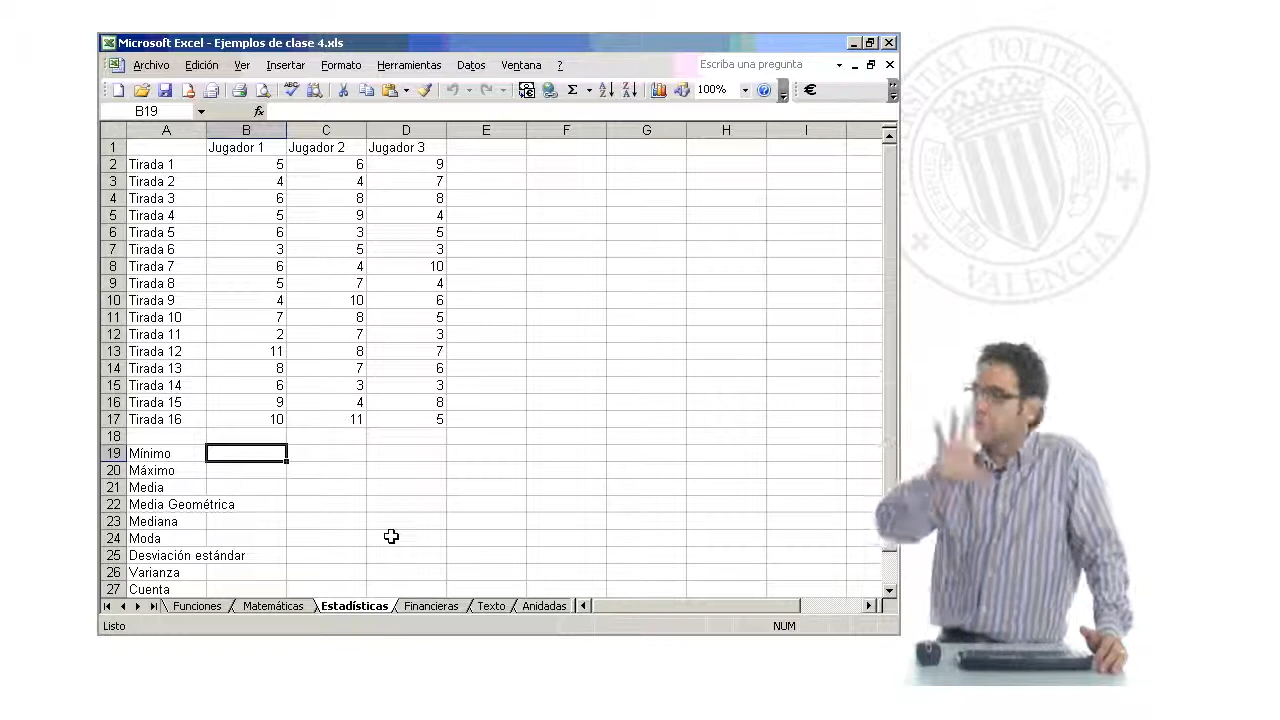 Microsoft Excel - Ejemplos de clase 4.xls
Archivo Edición Ver Insertar Formato Herramientas Datos Ventana ? Escriba una pregunta
100% €
B19 fx
A B C D E F G H I
1 Jugador 1 Jugador 2 Jugador 3
2 Tirada 1 5 6 9
3 Tirada 2 4 4 7
4 Tirada 3 6 8 8
5 Tirada 4 5 9 4
6 Tirada 5 6 3 5
7 Tirada 6 3 5 3
8 Tirada 7 6 4 10
9 Tirada 8 5 7 4
10 Tirada 9 4 10 6
11 Tirada 10 7 8 5
12 Tirada 11 2 7 3
13 Tirada 12 11 8 7
14 Tirada 13 8 7 6
15 Tirada 14 6 3 3
16 Tirada 15 9 4 8
17 Tirada 16 10 11 5
18
19 Mínimo
20 Máximo
21 Media
22 Media Geométrica
23 Mediana
24 Moda
25 Desviación estándar
26 Varianza
27 Cuenta
Funciones Matemáticas Estadísticas Financieras Texto Anidadas
Listo NUM
POLITECNICA
VALENCIA